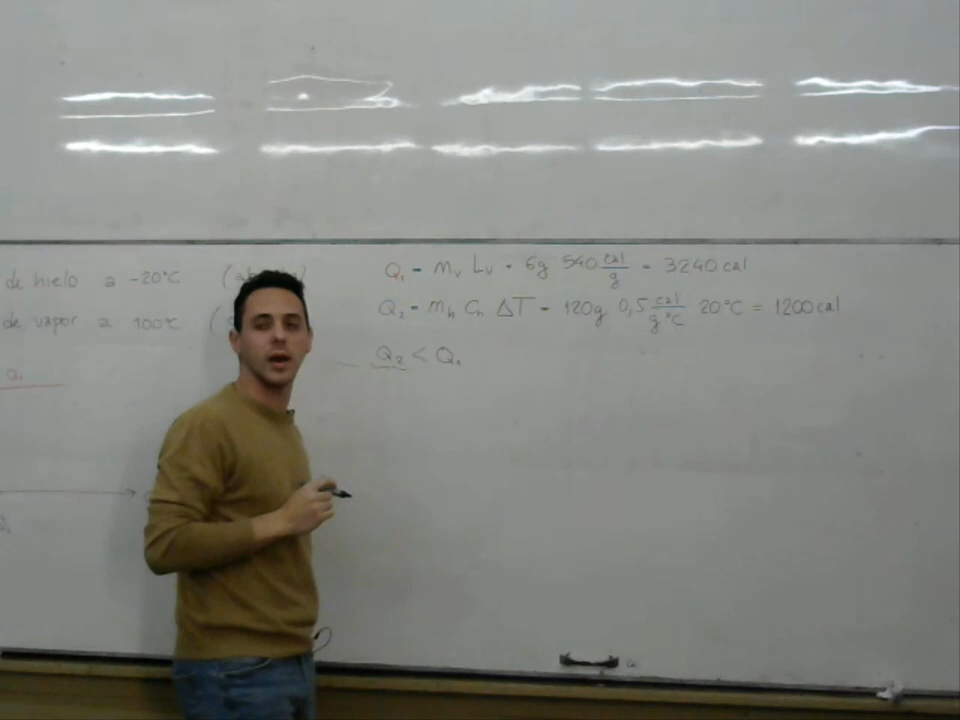 de hielo a -20°C
Q₁ = mᵥ Lᵥ = 6g 540 cal/g = 3240 cal
de vapor a 100°C
Q₂ = mₕ Cₕ ΔT = 120g 0,5 cal/g°C 20°C = 1200 cal
Q₁
Q₂ < Q₁